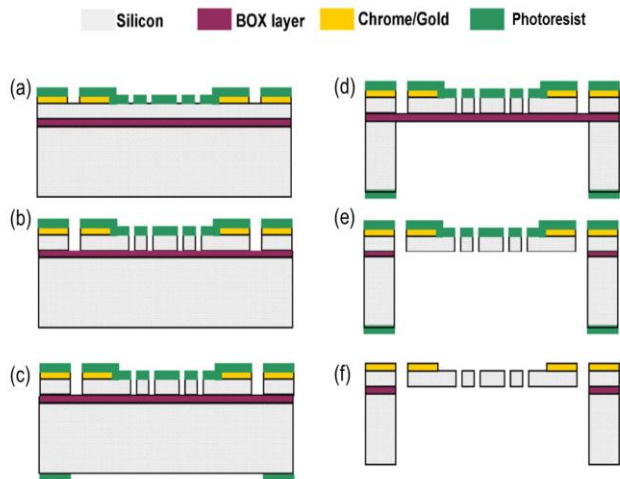 Silicon BOX layer Chrome/Gold Photoresist
(a)
(b)
(c)
(d)
(e)
(f)